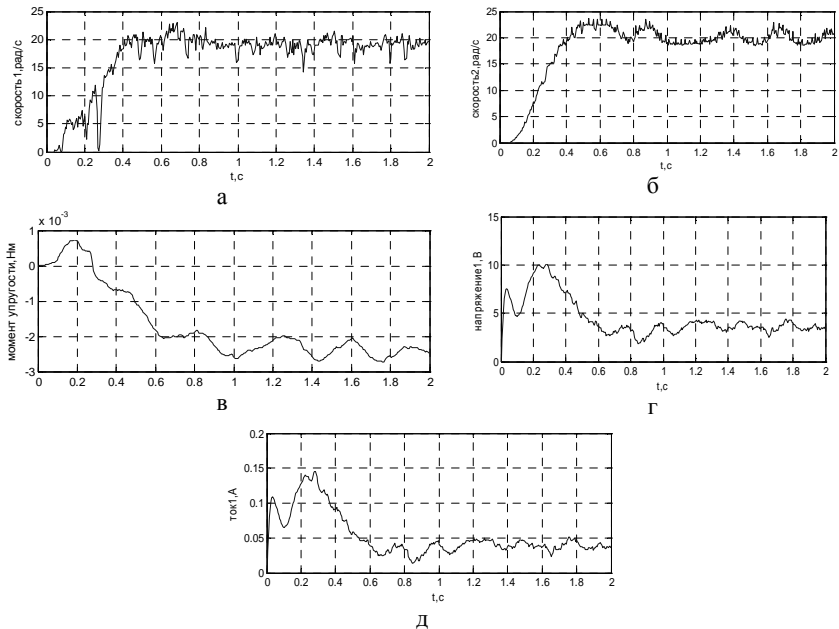 25
20
15
10
5
0
скорость1,рад/с
0 0.2 0.4 0.6 0.8 1 1.2 1.4 1.6 1.8 2
t,c
а
25
20
15
10
5
0
скорость2,рад/с
0 0.2 0.4 0.6 0.8 1 1.2 1.4 1.6 1.8 2
t,c
б
x 10⁻³
1
0
-1
-2
-3
момент упругости,Нм
0 0.2 0.4 0.6 0.8 1 1.2 1.4 1.6 1.8 2
в
15
10
5
0
напряжение1,В
0 0.2 0.4 0.6 0.8 1 1.2 1.4 1.6 1.8 2
t,c
г
0.2
0.15
0.1
0.05
0
ток1,А
0 0.2 0.4 0.6 0.8 1 1.2 1.4 1.6 1.8 2
t,c
д